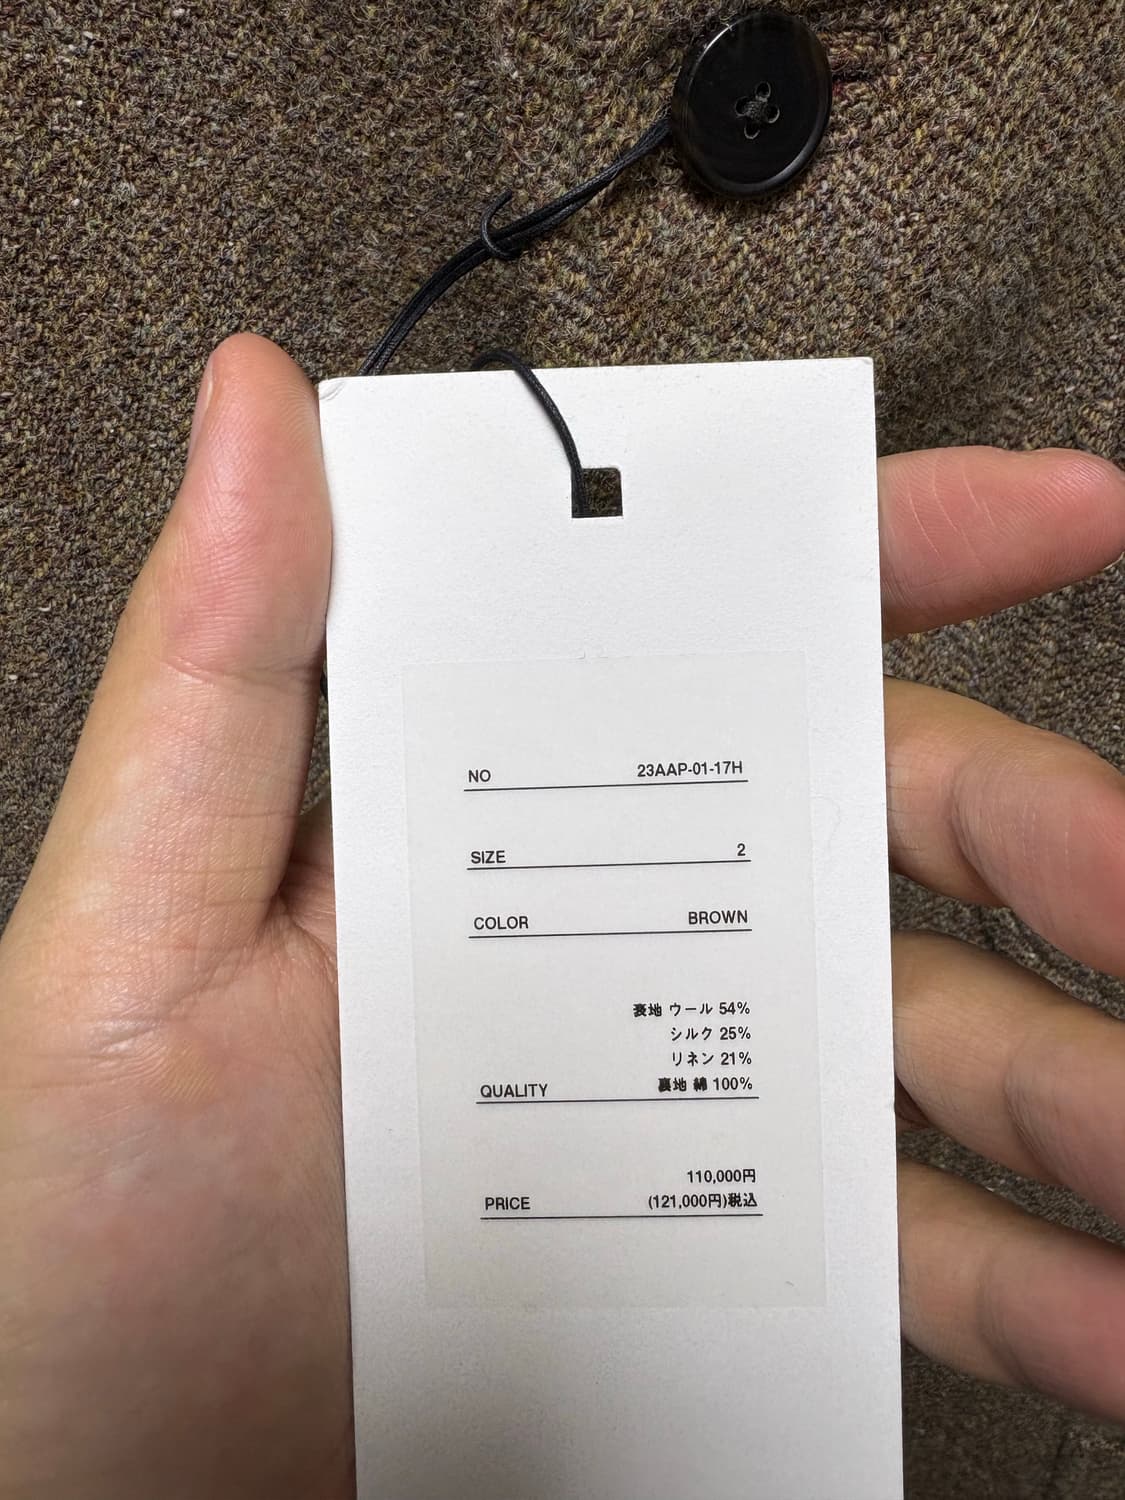 NO 23AAP-01-17H
SIZE 2
COLOR BROWN
表地 ウール 54%
シルク 25%
リネン 21%
QUALITY 裏地 綿 100%
110,000円
PRICE (121,000円)税込